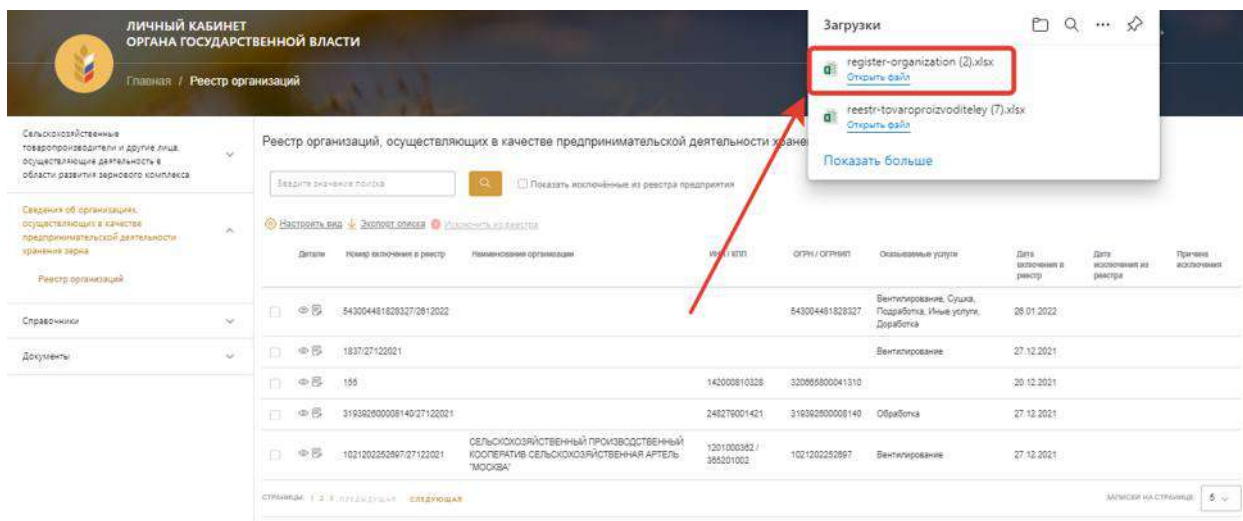 ЛИЧНЫЙ КАБИНЕТ
ОРГАНА ГОСУДАРСТВЕННОЙ ВЛАСТИ
Главная / Реестр организаций
Загрузки
register-organization (2).xlsx
Открыть файл
reestr-tovaroproizvoditeley (7).xlsx
Открыть файл
Показать больше
Сельскохозяйственные
товаропроизводители и другие лица,
осуществляющие деятельность в
области развития зернового комплекса
Сведения об организациях,
осуществляющих в качестве
предпринимательской деятельности
хранение зерна
Реестр организаций
Справочники
Документы
Реестр организаций, осуществляющих в качестве предпринимательской деятельности хранe
Введите значение поиска
Показать исключённые из реестра предприятия
Настроить вид Экспорт списка Исключить из реестра
Детали Номер включения в реестр Наименование организации ИНН / КПП ОГРН / ОГРНИП Оказываемые услуги Дата включения в реестр Дата исключения из реестра Причина исключения
543004481828327/2612022 543004481828327 Вентилирование, Сушка, Подработка, Иные услуги, Доработка 26.01.2022
1837/27122021 Вентилирование 27.12.2021
155 142000810328 320665800041310 20.12.2021
319392600008140/27122021 248279001421 319392600008140 Обработка 27.12.2021
1021202252697/27122021 СЕЛЬСКОХОЗЯЙСТВЕННЫЙ ПРОИЗВОДСТВЕННЫЙ КООПЕРАТИВ СЕЛЬСКОХОЗЯЙСТВЕННАЯ АРТЕЛЬ "МОСКВА" 1201000362 / 365201002 1021202252697 Вентилирование 27.12.2021
СТРАНИЦЫ: 1 2 3 ПРЕДЫДУЩАЯ СЛЕДУЮЩАЯ
ЗАПИСЕЙ НА СТРАНИЦЕ: 5